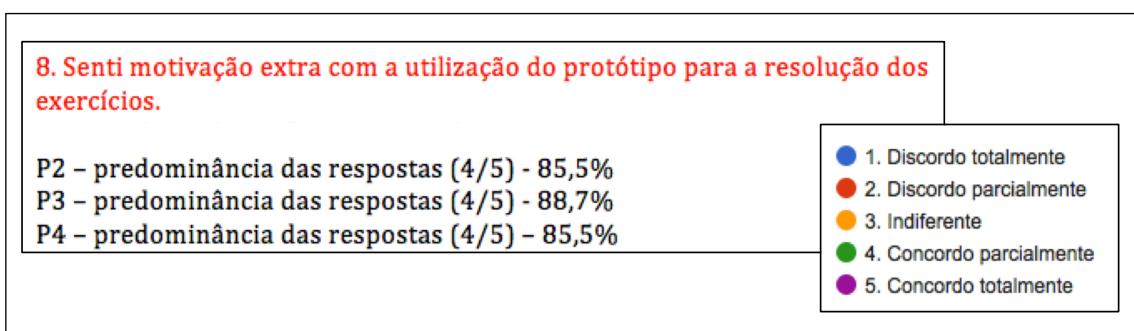 8. Senti motivação extra com a utilização do protótipo para a resolução dos
exercícios.
P2 – predominância das respostas (4/5) - 85,5%
P3 – predominância das respostas (4/5) - 88,7%
P4 – predominância das respostas (4/5) – 85,5%
1. Discordo totalmente
2. Discordo parcialmente
3. Indiferente
4. Concordo parcialmente
5. Concordo totalmente